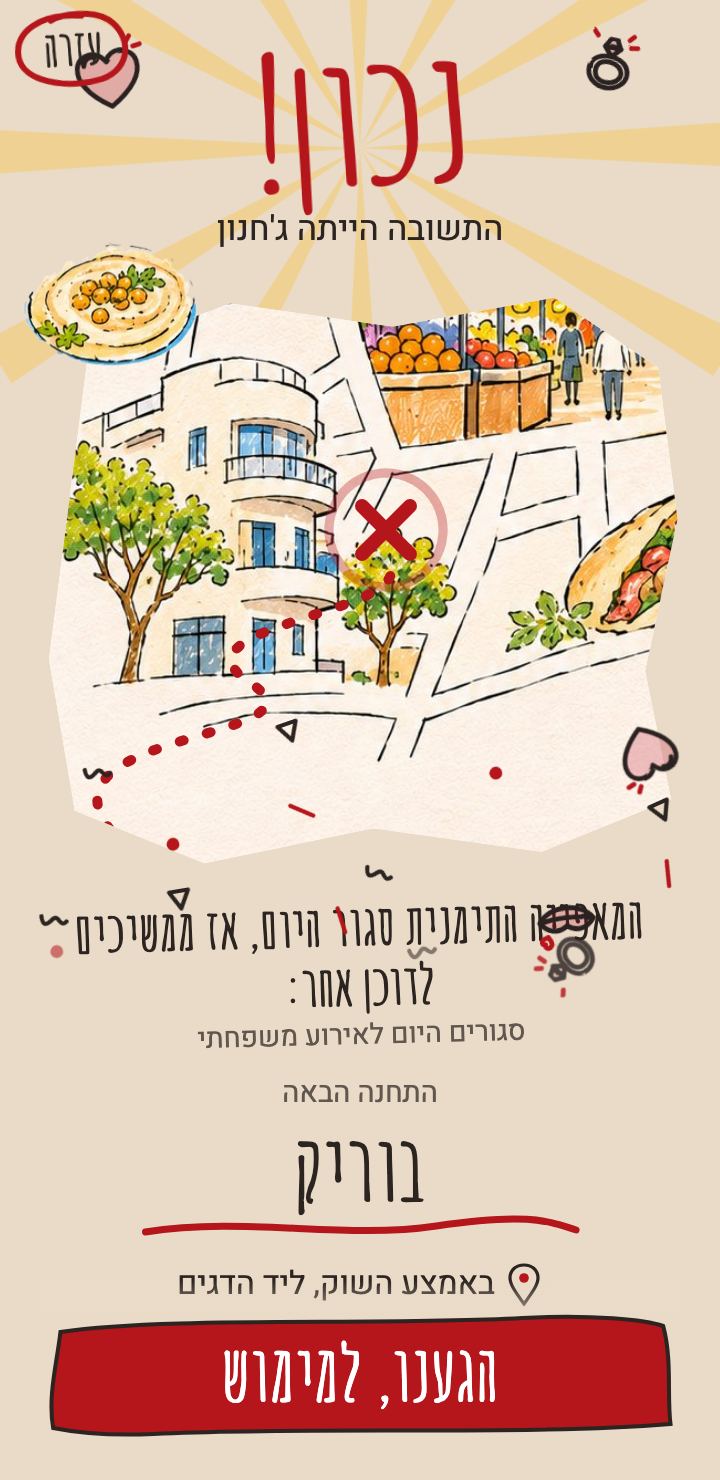 עזרה
נכון!
התשובה הייתה ג'חנון
המאפייה התימנית סגור היום, אז ממשיכים
לדוכן אחר:
סגורים היום לאירוע משפחתי
התחנה הבאה
בוריק
באמצע השוק, ליד הדגים
הגענו, למימוש